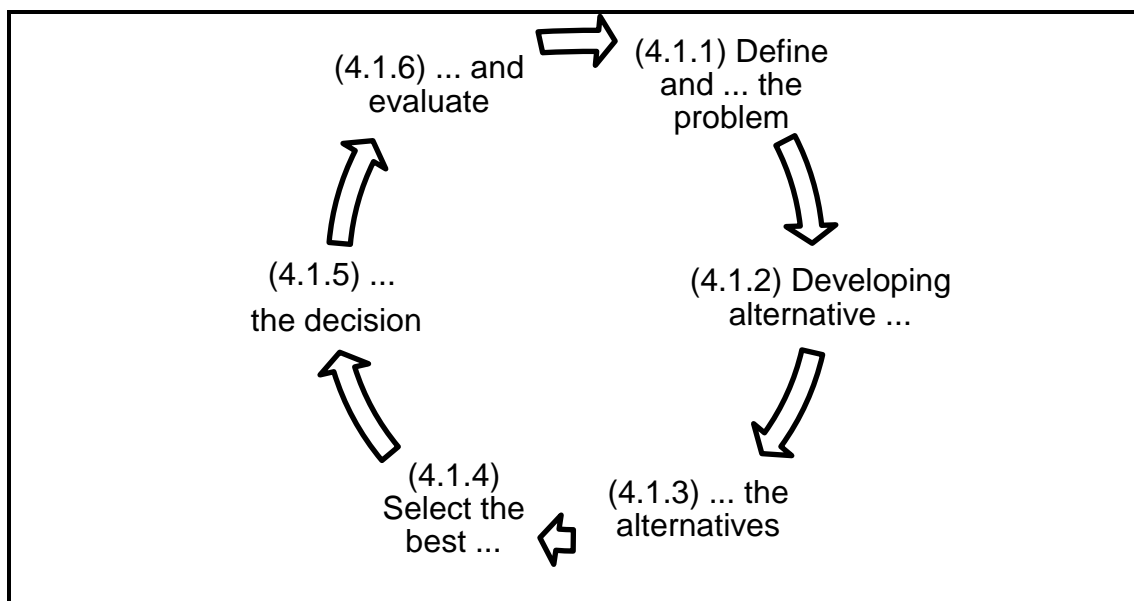 (4.1.1) Define
and ... the
problem
(4.1.2) Developing
alternative ...
(4.1.3) ... the
alternatives
(4.1.4)
Select the
best ...
(4.1.5) ...
the decision
(4.1.6) ... and
evaluate